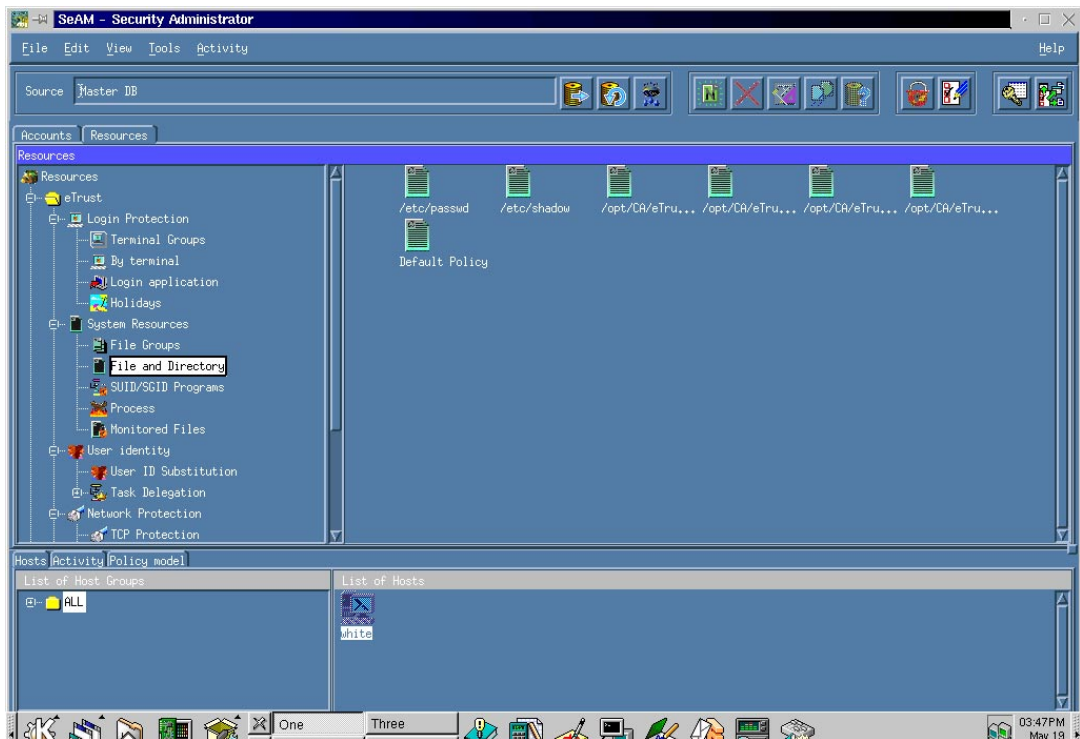 SeAM - Security Administrator
File Edit View Tools Activity Help
Source Master DB
Accounts Resources
Resources
Resources
eTrust
Login Protection
Terminal Groups
By terminal
Login application
Holidays
System Resources
File Groups
File and Directory
SUID/SGID Programs
Process
Monitored Files
User identity
User ID Substitution
Task Delegation
Network Protection
TCP Protection
/etc/passwd /etc/shadow /opt/CA/eTru... /opt/CA/eTru... /opt/CA/eTru... /opt/CA/eTru...
Default Policy
Hosts Activity Policy model
List of Host Groups
ALL
List of Hosts
white
One Three
03:47PM
May 19